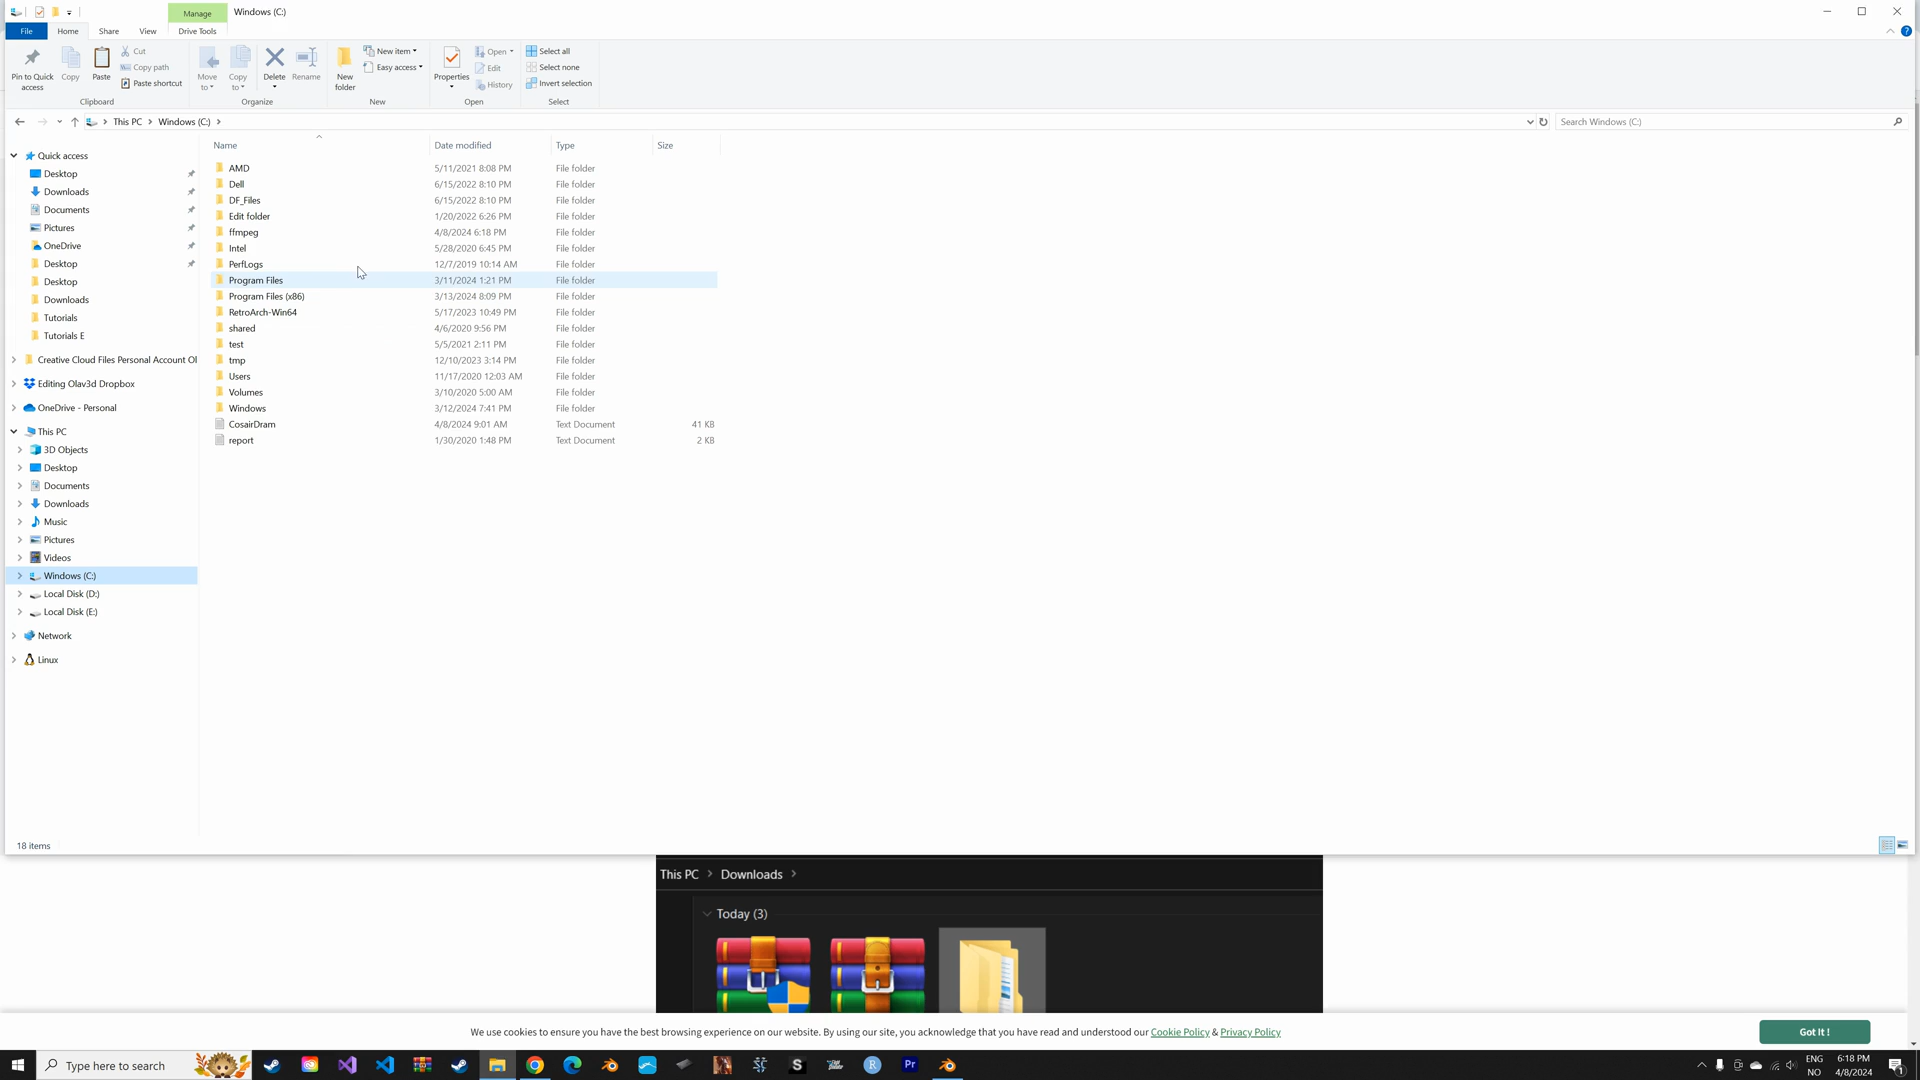 Manage
Windows (C:)
File
Home
Share
View
Drive Tools
Pin to Quick access
Copy
Paste
Cut
Copy path
Paste shortcut
Clipboard
Move to
Copy to
Delete
Rename
Organize
New folder
New item
Easy access
New
Properties
Open
Edit
History
Open
Select all
Select none
Invert selection
Select
This PC > Windows (C:) >
Search Windows (C:)
Quick access
Desktop
Downloads
Documents
Pictures
OneDrive
Desktop
Desktop
Downloads
Tutorials
Tutorials E
Creative Cloud Files Personal Account Ol
Editing Olav3d Dropbox
OneDrive - Personal
This PC
3D Objects
Desktop
Documents
Downloads
Music
Pictures
Videos
Windows (C:)
Local Disk (D:)
Local Disk (E:)
Network
Linux
Name Date modified Type Size
AMD 5/11/2021 8:08 PM File folder
Dell 6/15/2022 8:10 PM File folder
DF_Files 6/15/2022 8:10 PM File folder
Edit folder 1/20/2022 6:26 PM File folder
ffmpeg 4/8/2024 6:18 PM File folder
Intel 5/28/2020 6:45 PM File folder
PerfLogs 12/7/2019 10:14 AM File folder
Program Files 3/11/2024 1:21 PM File folder
Program Files (x86) 3/13/2024 8:09 PM File folder
RetroArch-Win64 5/17/2023 10:49 PM File folder
shared 4/6/2020 9:56 PM File folder
test 5/5/2021 2:11 PM File folder
tmp 12/10/2023 3:14 PM File folder
Users 11/17/2020 12:03 AM File folder
Volumes 3/10/2020 5:00 AM File folder
Windows 3/12/2024 7:41 PM File folder
CosairDram 4/8/2024 9:01 AM Text Document 41 KB
report 1/30/2020 1:48 PM Text Document 2 KB
18 items
This PC > Downloads >
Today (3)
We use cookies to ensure you have the best browsing experience on our website. By using our site, you acknowledge that you have read and understood our Cookie Policy & Privacy Policy
Got It !
Type here to search
S
R
Pr
ENG
NO
6:18 PM
4/8/2024
1